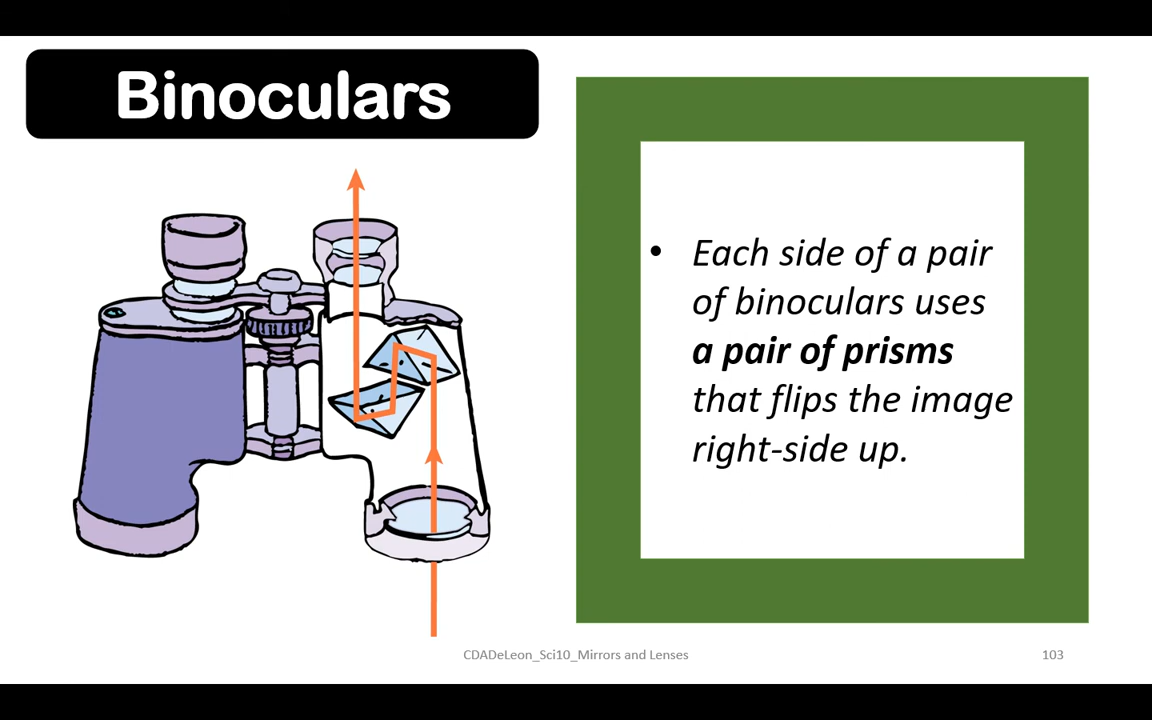 Binoculars
• Each side of a pair
of binoculars uses
a pair of prisms
that flips the image
right-side up.
CDADeLeon_Sci10_Mirrors and Lenses
103